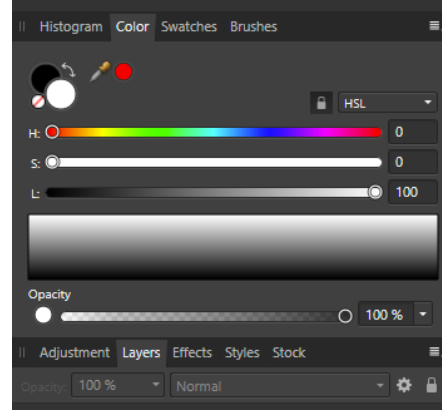 Histogram Color Swatches Brushes
HSL
H: 0
S: 0
L: 100
Opacity
100 %
Adjustment Layers Effects Styles Stock
Opacity: 100 % Normal